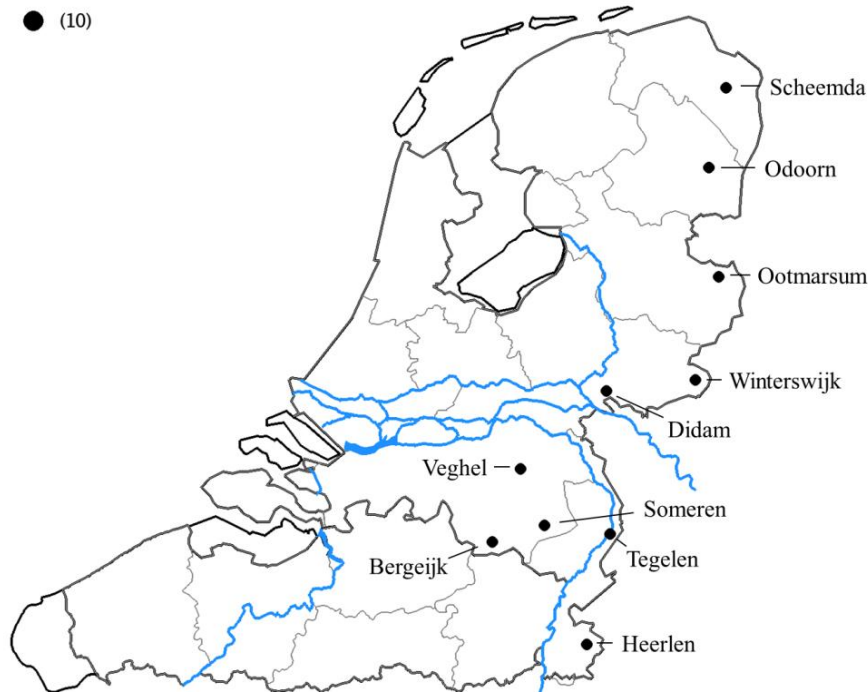 (10)
Scheemda
Odoorn
Ootmarsum
Winterswijk
Didam
Veghel
Someren
Bergeijk
Tegelen
Heerlen